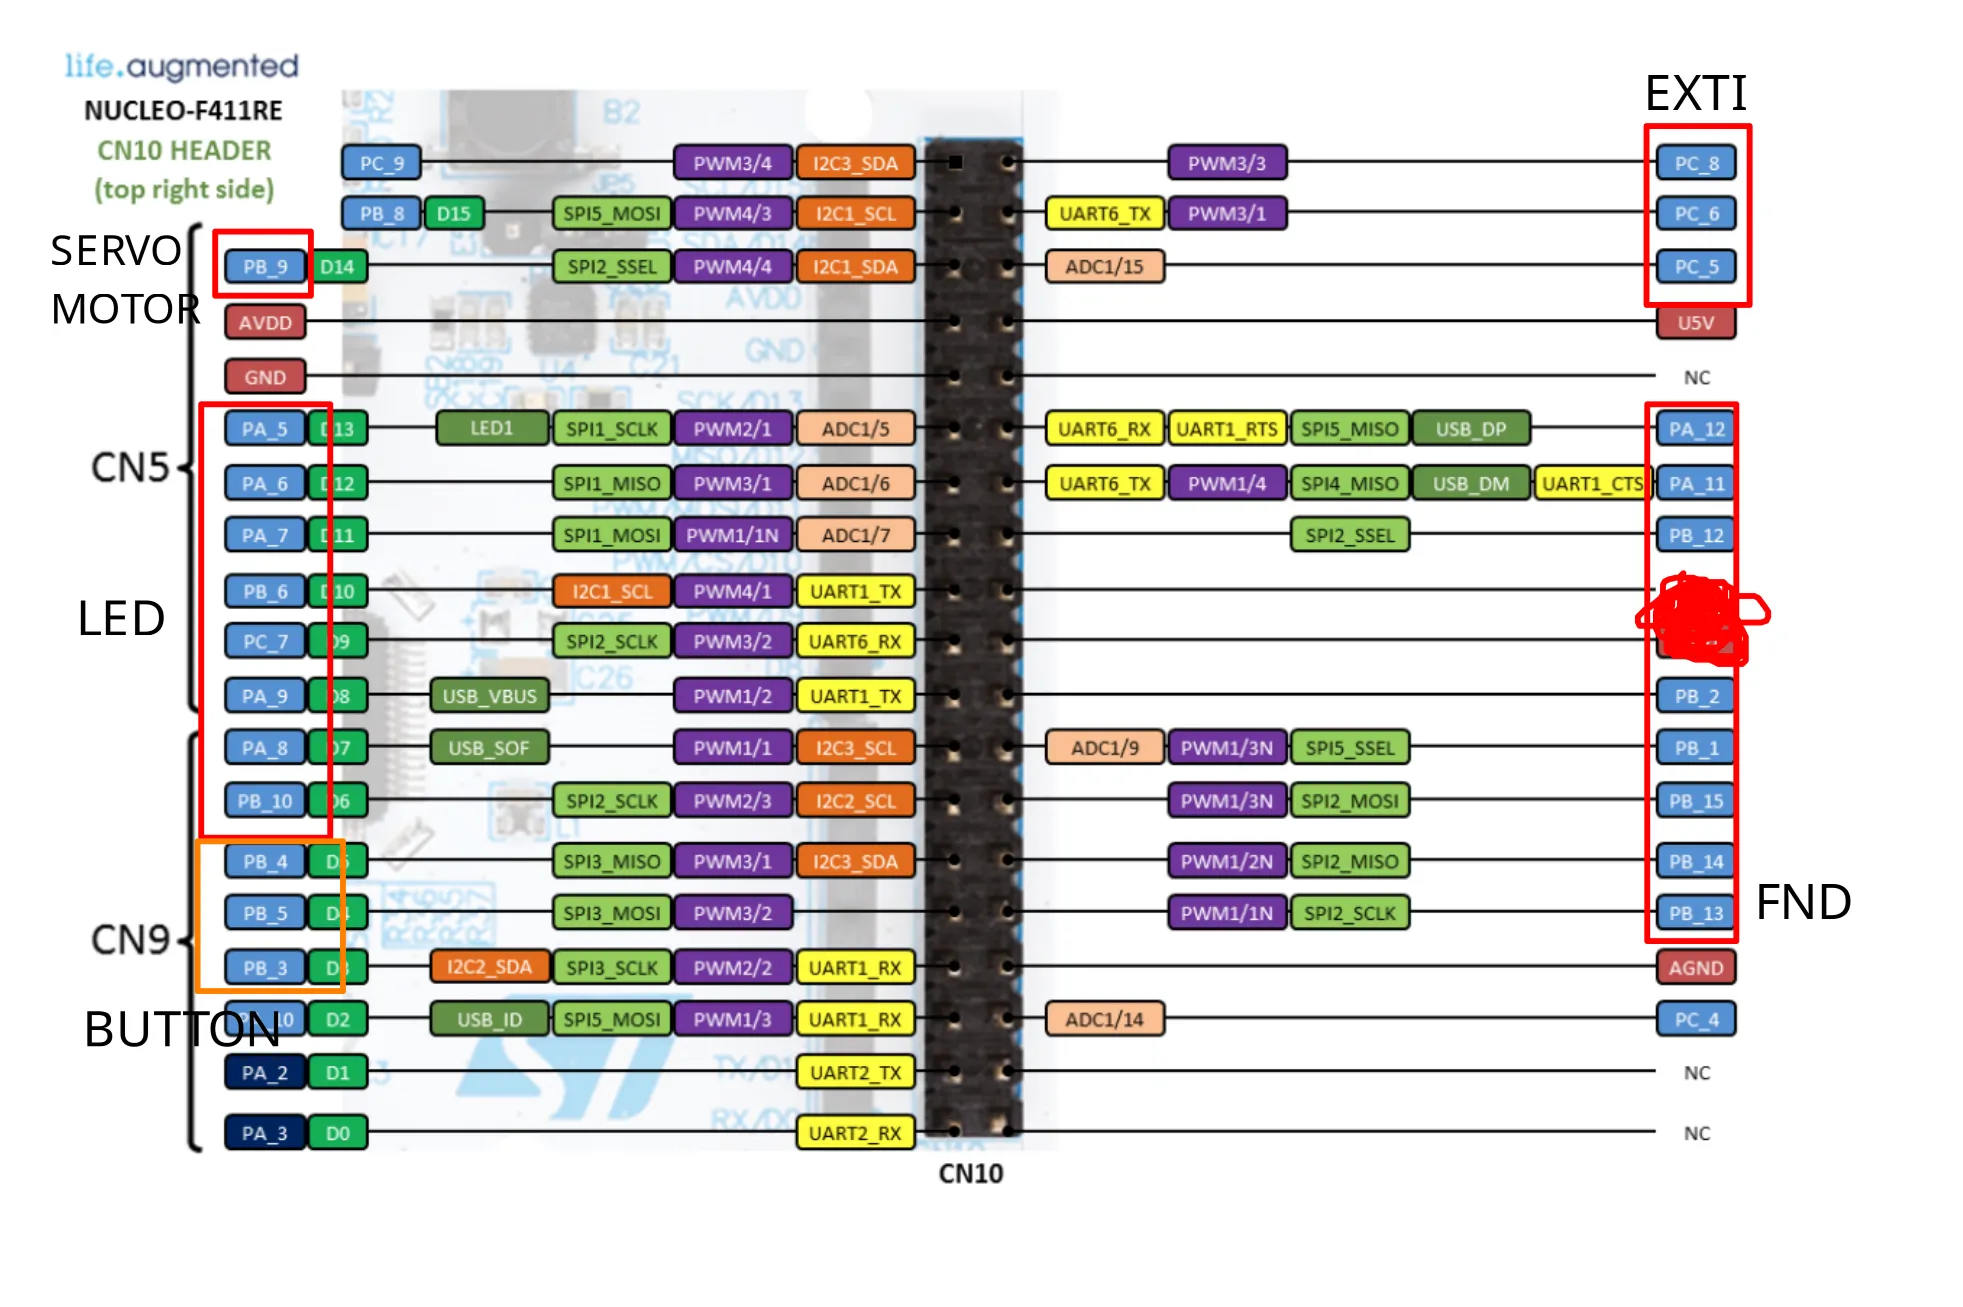 life.augmented
NUCLEO-F411RE
CN10 HEADER
(top right side)
EXTI
B2
PC_9 PWM3/4 I2C3_SDA PWM3/3 PC_8
PB_8 D15 SPI5_MOSI PWM4/3 I2C1_SCL UART6_TX PWM3/1 PC_6
SERVO
MOTOR
PB_9 D14 SPI2_SSEL PWM4/4 I2C1_SDA ADC1/15 PC_5
AVDD U5V
GND NC
CN5
PA_5 D13 LED1 SPI1_SCLK PWM2/1 ADC1/5 UART6_RX UART1_RTS SPI5_MISO USB_DP PA_12
PA_6 D12 SPI1_MISO PWM3/1 ADC1/6 UART6_TX PWM1/4 SPI4_MISO USB_DM UART1_CTS PA_11
PA_7 D11 SPI1_MOSI PWM1/1N ADC1/7 SPI2_SSEL PB_12
LED
PB_6 D10 I2C1_SCL PWM4/1 UART1_TX
PC_7 D9 SPI2_SCLK PWM3/2 UART6_RX
C26
PA_9 D8 USB_VBUS PWM1/2 UART1_TX PB_2
PA_8 D7 USB_SOF PWM1/1 I2C3_SCL ADC1/9 PWM1/3N SPI5_SSEL PB_1
PB_10 D6 SPI2_SCLK PWM2/3 I2C2_SCL PWM1/3N SPI2_MOSI PB_15
PB_4 D5 SPI3_MISO PWM3/1 I2C3_SDA PWM1/2N SPI2_MISO PB_14
PB_5 D4 SPI3_MOSI PWM3/2 PWM1/1N SPI2_SCLK PB_13
FND
CN9
PB_3 D3 I2C2_SDA SPI3_SCLK PWM2/2 UART1_RX AGND
BUTTON
D2 USB_ID SPI5_MOSI PWM1/3 UART1_RX ADC1/14 PC_4
PA_2 D1 UART2_TX NC
PA_3 D0 UART2_RX NC
CN10